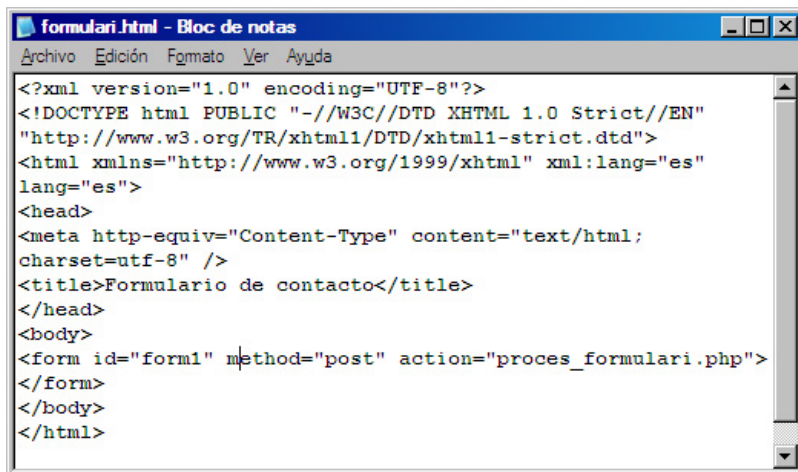 formulari.html - Bloc de notas
Archivo Edición Formato Ver Ayuda
<?xml version="1.0" encoding="UTF-8"?>
<!DOCTYPE html PUBLIC "-//W3C//DTD XHTML 1.0 Strict//EN"
"http://www.w3.org/TR/xhtml1/DTD/xhtml1-strict.dtd">
<html xmlns="http://www.w3.org/1999/xhtml" xml:lang="es"
lang="es">
<head>
<meta http-equiv="Content-Type" content="text/html;
charset=utf-8" />
<title>Formulario de contacto</title>
</head>
<body>
<form id="form1" method="post" action="proces_formulari.php">
</form>
</body>
</html>